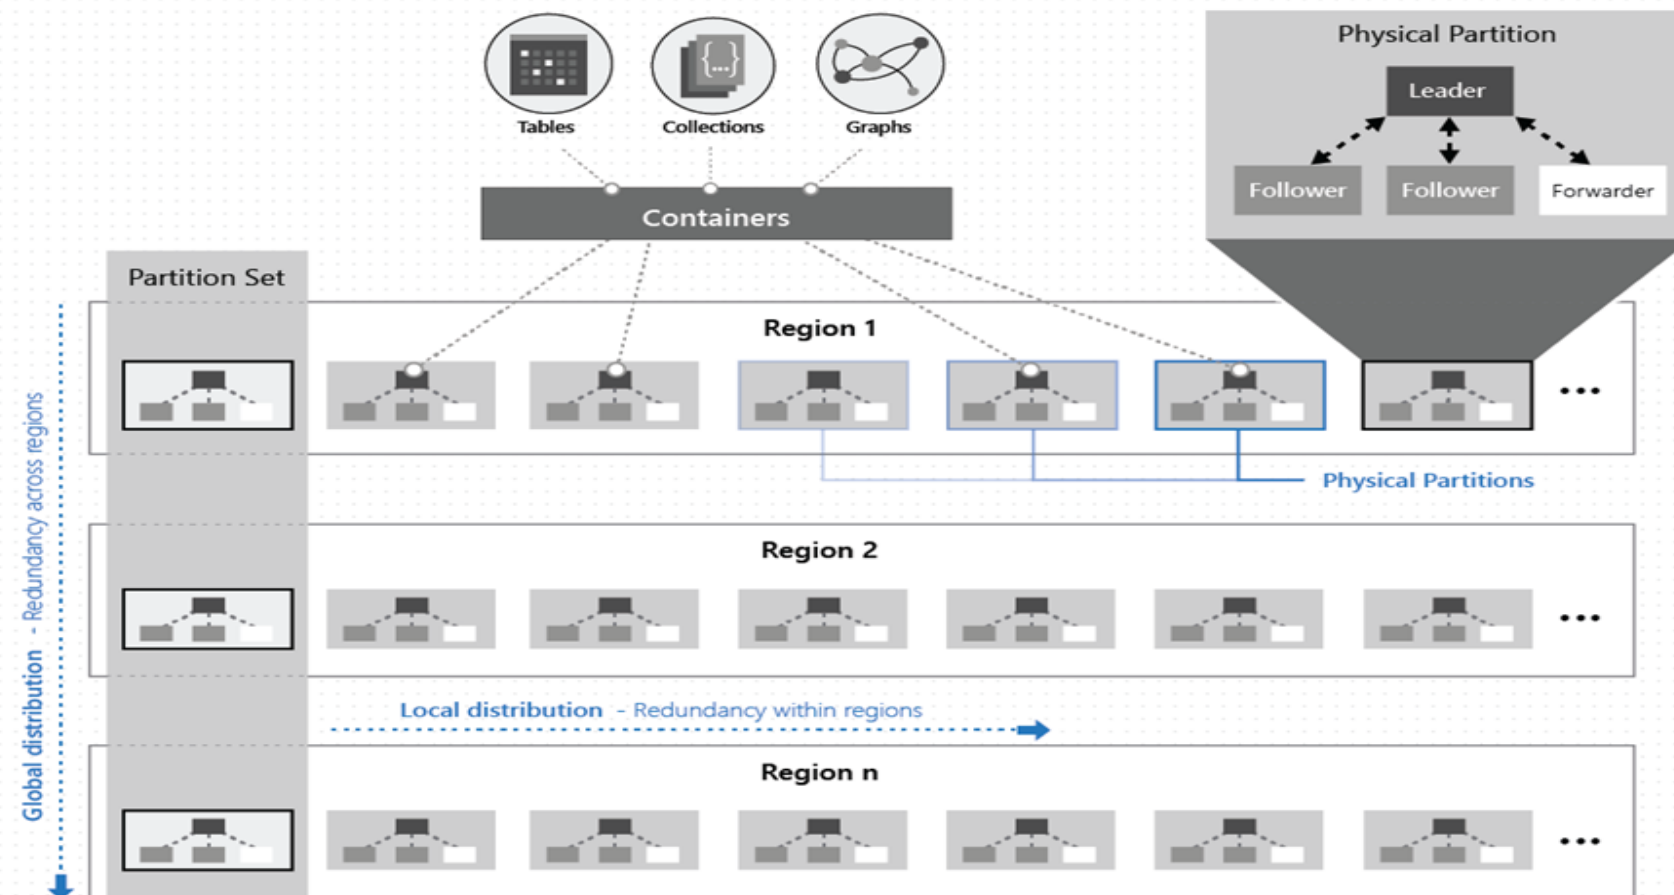 Tables
Collections
Graphs
Containers
Physical Partition
Leader
Follower
Follower
Forwarder
Partition Set
Region 1
Physical Partitions
Region 2
Local distribution - Redundancy within regions
Region n
Global distribution - Redundancy across regions
{...}